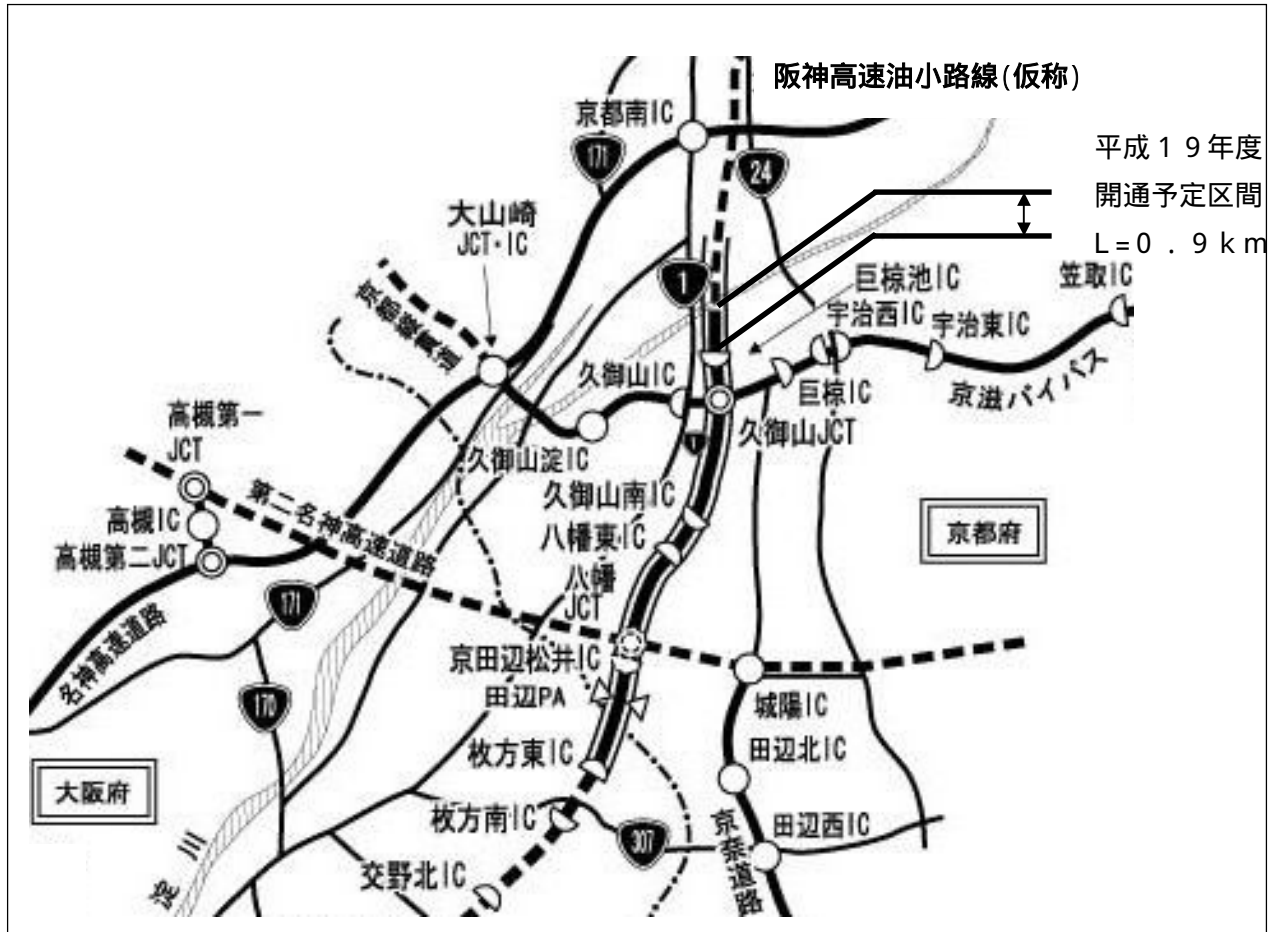 阪神高速油小路線(仮称)
京都南IC
171
24
平成１９年度
開通予定区間
L=０．９km
大山崎
JCT・IC
1
巨椋池IC
笠取IC
宇治西IC
宇治東IC
京都縦貫道
久御山IC
巨椋IC
京滋バイパス
高槻第一
JCT
久御山JCT
久御山淀IC
1
第二名神高速道路
久御山南IC
高槻IC
八幡東IC
京都府
高槻第二JCT
八幡
JCT
171
名神高速道路
京田辺松井IC
田辺PA
170
城陽IC
枚方東IC
田辺北IC
大阪府
枚方南IC
307
田辺西IC
京奈道路
交野北IC
淀川